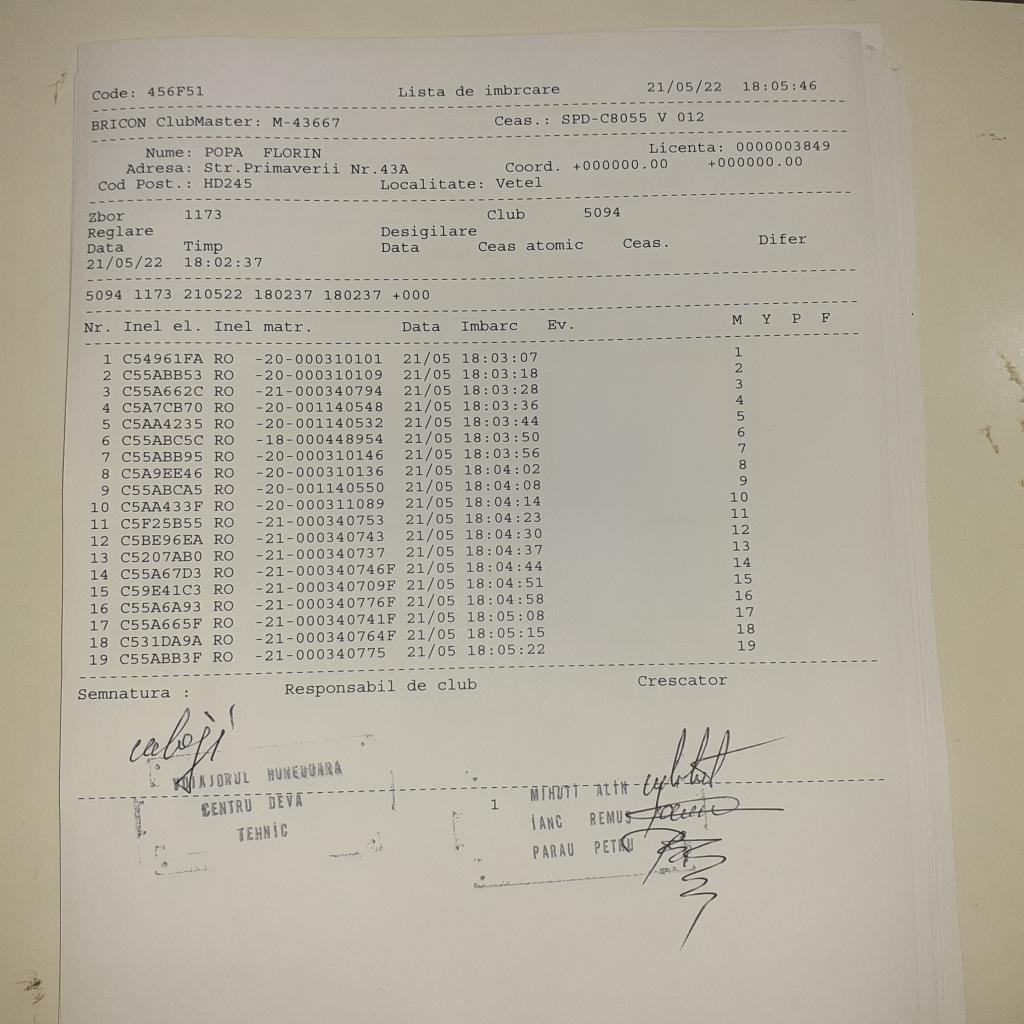 Code: 456F51 Lista de imbrcare 21/05/22 18:05:46
BRICON ClubMaster: M-43667 Ceas.: SPD-C8055 V 012
Nume: POPA FLORIN Licenta: 0000003849
Adresa: Str.Primaverii Nr.43A Coord. +000000.00 +000000.00
Cod Post.: HD245 Localitate: Vetel
Zbor 1173 Club 5094
Reglare Desigilare
Data Timp Data Ceas atomic Ceas. Difer
21/05/22 18:02:37
5094 1173 210522 180237 180237 +000
Nr. Inel el. Inel matr. Data Imbarc Ev. M Y P F
1 C54961FA RO -20-000310101 21/05 18:03:07 1
2 C55ABB53 RO -20-000310109 21/05 18:03:18 2
3 C55A662C RO -21-000340794 21/05 18:03:28 3
4 C5A7CB70 RO -20-001140548 21/05 18:03:36 4
5 C5AA4235 RO -20-001140532 21/05 18:03:44 5
6 C55ABC5C RO -18-000448954 21/05 18:03:50 6
7 C55ABB95 RO -20-000310146 21/05 18:03:56 7
8 C5A9EE46 RO -20-000310136 21/05 18:04:02 8
9 C55ABCA5 RO -20-001140550 21/05 18:04:08 9
10 C5AA433F RO -20-000311089 21/05 18:04:14 10
11 C5F25B55 RO -21-000340753 21/05 18:04:23 11
12 C5BE96EA RO -21-000340743 21/05 18:04:30 12
13 C5207AB0 RO -21-000340737 21/05 18:04:37 13
14 C55A67D3 RO -21-000340746F 21/05 18:04:44 14
15 C59E41C3 RO -21-000340709F 21/05 18:04:51 15
16 C55A6A93 RO -21-000340776F 21/05 18:04:58 16
17 C55A665F RO -21-000340741F 21/05 18:05:08 17
18 C531DA9A RO -21-000340764F 21/05 18:05:15 18
19 C55ABB3F RO -21-000340775 21/05 18:05:22 19
Semnatura : Responsabil de club Crescator
VOIAJORUL HUNEDOARA
CENTRU DEVA
TEHNIC
1
MIHUTI ALIN
IANC REMUS
PARAU PETRU